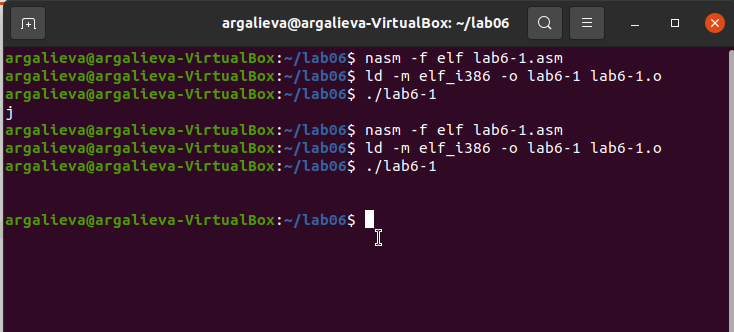 argalieva@argalieva-VirtualBox: ~/lab06
argalieva@argalieva-VirtualBox:~/lab06$ nasm -f elf lab6-1.asm
argalieva@argalieva-VirtualBox:~/lab06$ ld -m elf_i386 -o lab6-1 lab6-1.o
argalieva@argalieva-VirtualBox:~/lab06$ ./lab6-1
j
argalieva@argalieva-VirtualBox:~/lab06$ nasm -f elf lab6-1.asm
argalieva@argalieva-VirtualBox:~/lab06$ ld -m elf_i386 -o lab6-1 lab6-1.o
argalieva@argalieva-VirtualBox:~/lab06$ ./lab6-1
argalieva@argalieva-VirtualBox:~/lab06$